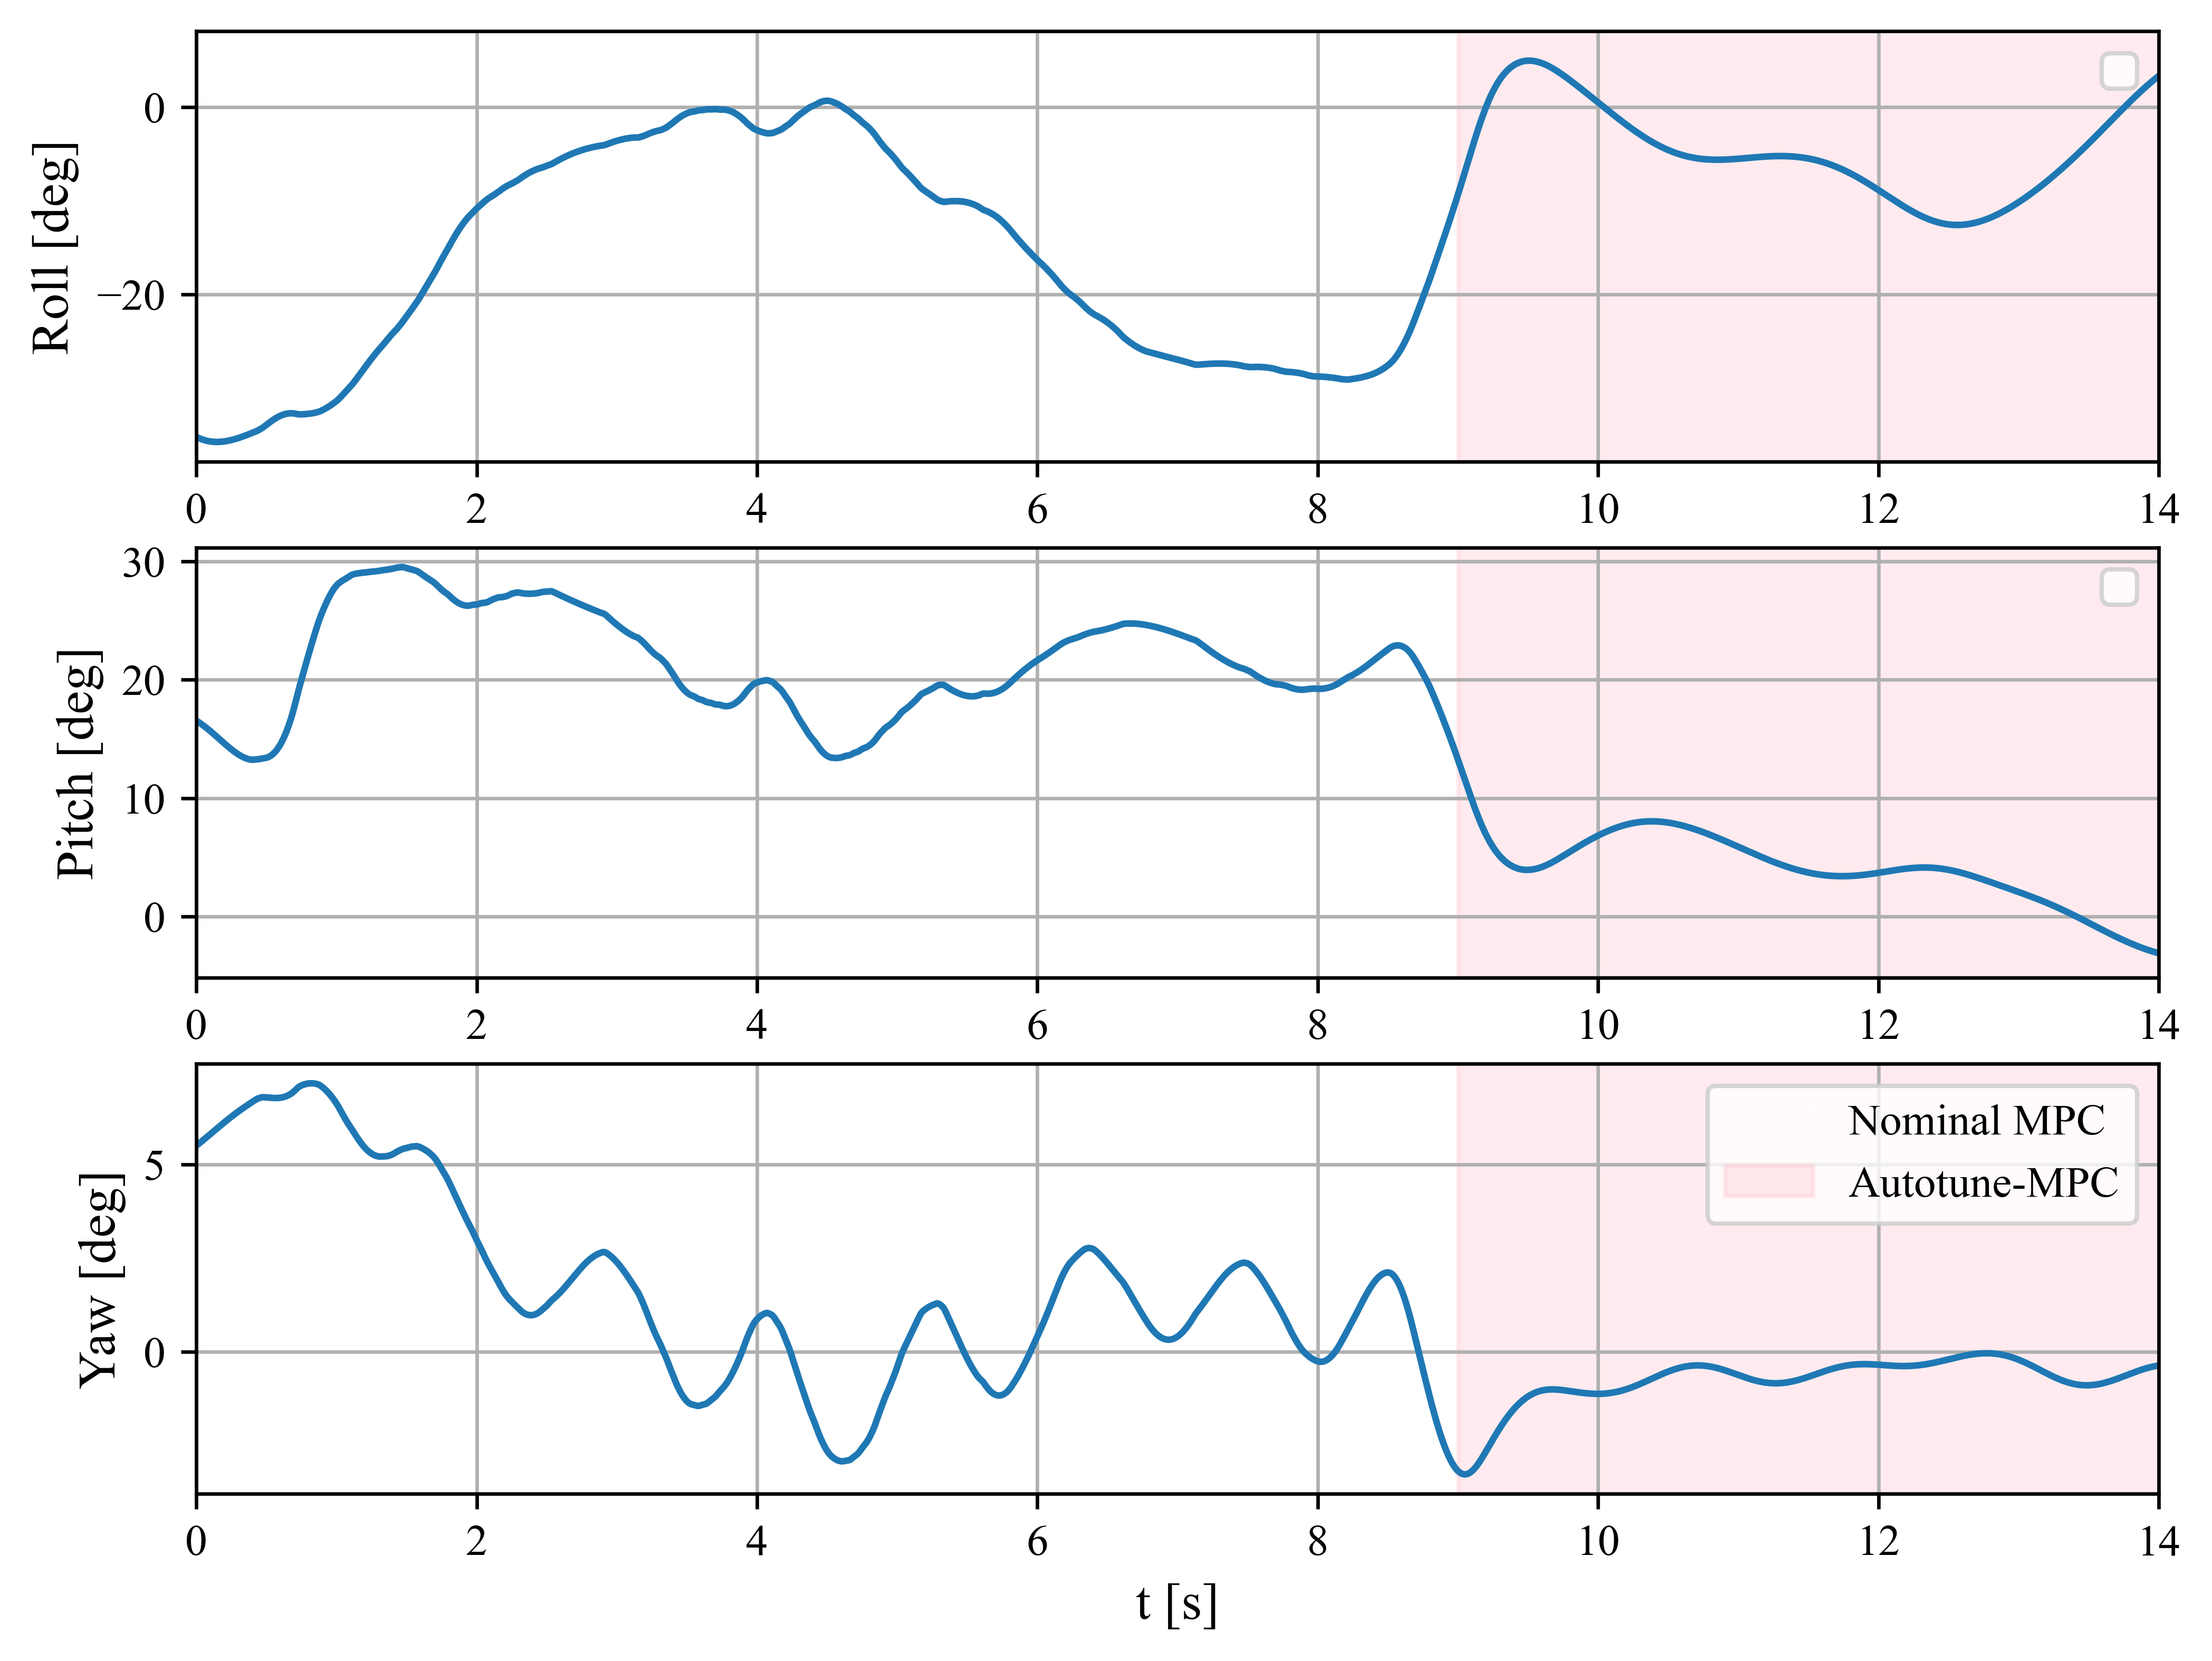 Roll [deg]
0
−20
0 2 4 6 8 10 12 14
Pitch [deg]
30
20
10
0
0 2 4 6 8 10 12 14
Yaw [deg]
5
0
Nominal MPC
Autotune-MPC
0 2 4 6 8 10 12 14
t [s]